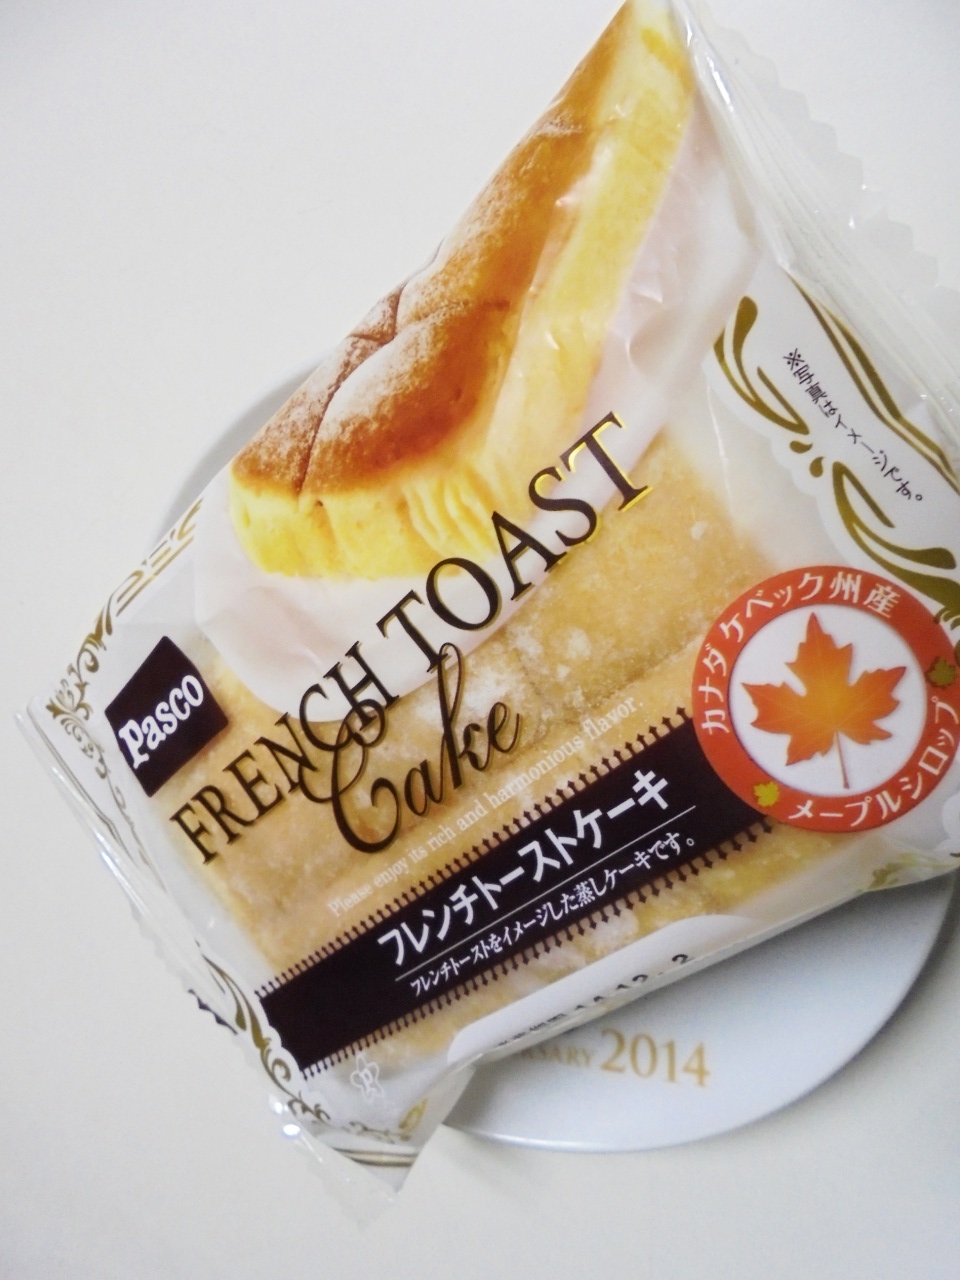 ※写真はイメージです。
カナダケベック州産
メープルシロップ
Pasco
FRENCH TOAST
Cake
Please enjoy its rich and harmonious flavor.
フレンチトーストケーキ
フレンチトーストをイメージした蒸しケーキです。
14.12. 2
2014